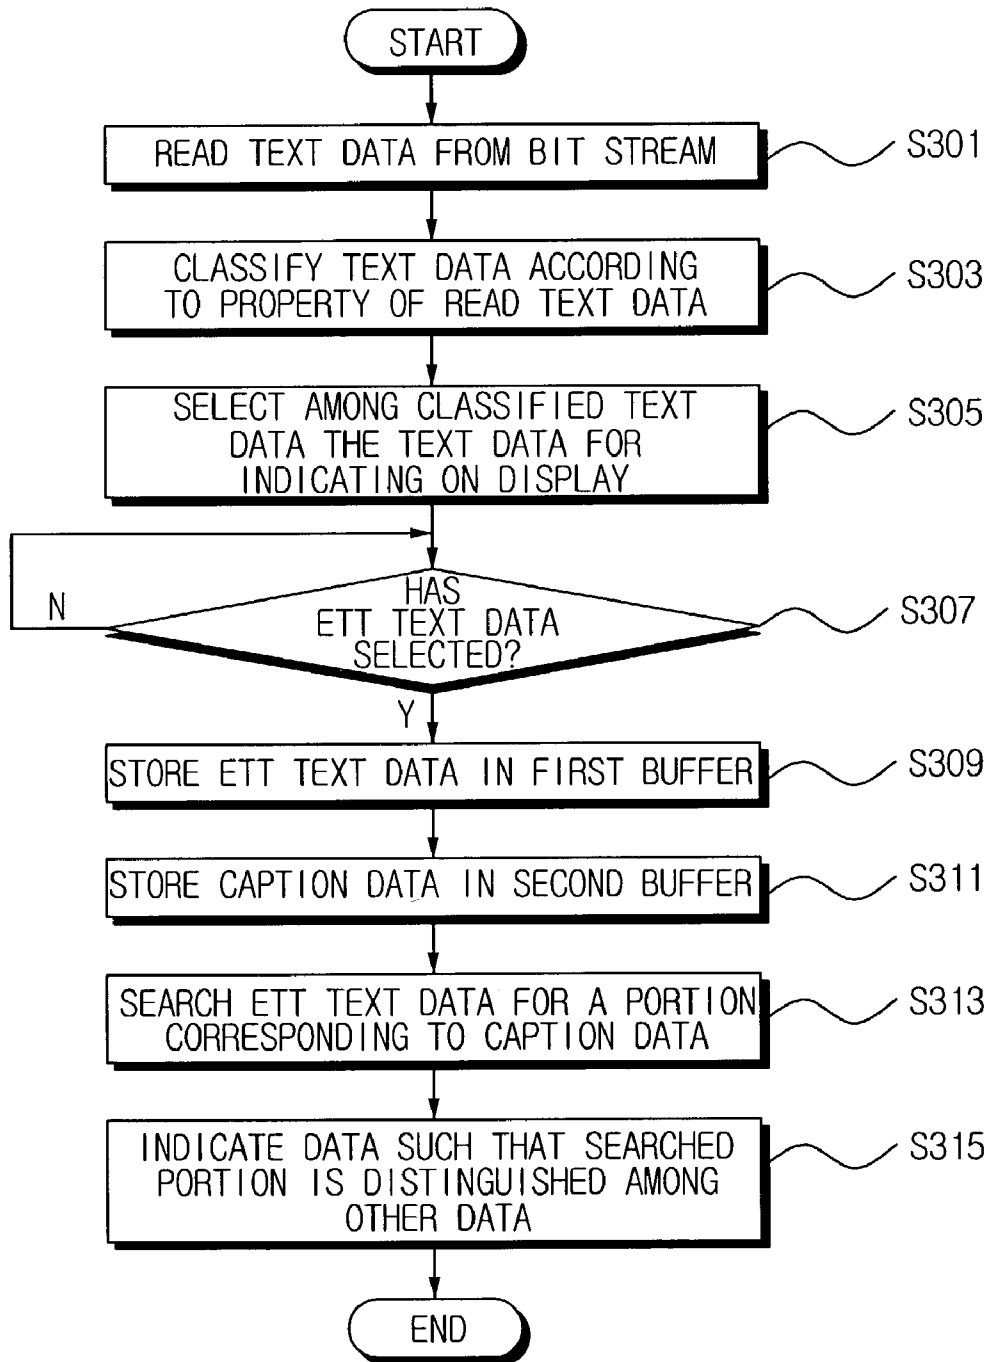 START
READ TEXT DATA FROM BIT STREAM
S301
CLASSIFY TEXT DATA ACCORDING
TO PROPERTY OF READ TEXT DATA
S303
SELECT AMONG CLASSIFIED TEXT
DATA THE TEXT DATA FOR
INDICATING ON DISPLAY
S305
HAS
ETT TEXT DATA
SELECTED?
S307
N
Y
STORE ETT TEXT DATA IN FIRST BUFFER
S309
STORE CAPTION DATA IN SECOND BUFFER
S311
SEARCH ETT TEXT DATA FOR A PORTION
CORRESPONDING TO CAPTION DATA
S313
INDICATE DATA SUCH THAT SEARCHED
PORTION IS DISTINGUISHED AMONG
OTHER DATA
S315
END